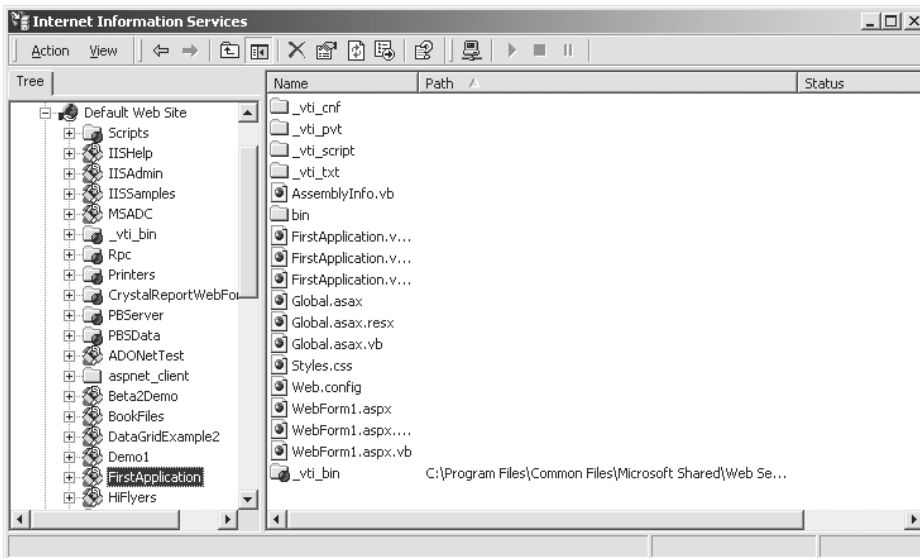 Internet Information Services
Action View
Tree
Name Path Status
Default Web Site
Scripts
IISHelp
IISAdmin
IISSamples
MSADC
_vti_bin
Rpc
Printers
CrystalReportWebFor
PBServer
PBSData
ADONetTest
aspnet_client
Beta2Demo
BookFiles
DataGridExample2
Demo1
FirstApplication
HiFlyers
_vti_cnf
_vti_pvt
_vti_script
_vti_txt
AssemblyInfo.vb
bin
FirstApplication.v...
FirstApplication.v...
FirstApplication.v...
Global.asax
Global.asax.resx
Global.asax.vb
Styles.css
Web.config
WebForm1.aspx
WebForm1.aspx....
WebForm1.aspx.vb
_vti_bin C:\Program Files\Common Files\Microsoft Shared\Web Se...